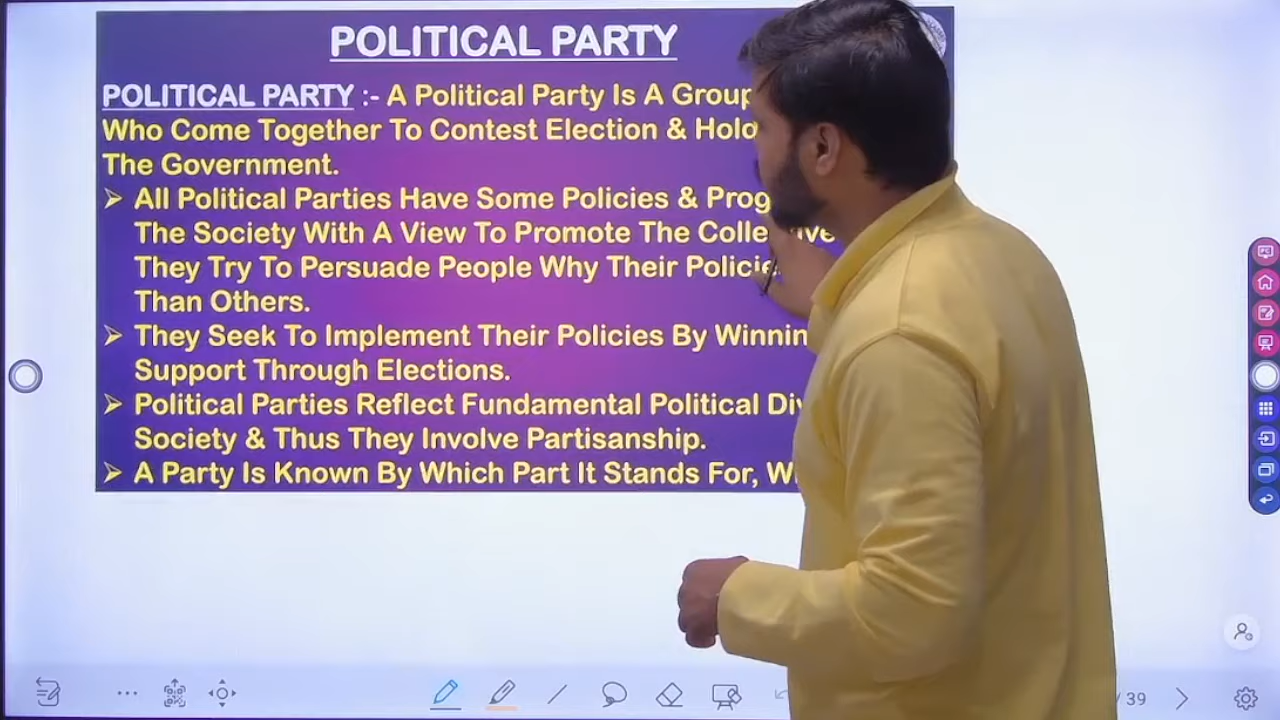 POLITICAL PARTY
POLITICAL PARTY :- A Political Party Is A Group
Who Come Together To Contest Election & Hold
The Government.
➢ All Political Parties Have Some Policies & Prog
The Society With A View To Promote The Colle ive
They Try To Persuade People Why Their Policie
Than Others.
➢ They Seek To Implement Their Policies By Winnin
Support Through Elections.
➢ Political Parties Reflect Fundamental Political Div
Society & Thus They Involve Partisanship.
➢ A Party Is Known By Which Part It Stands For, W
/ 39